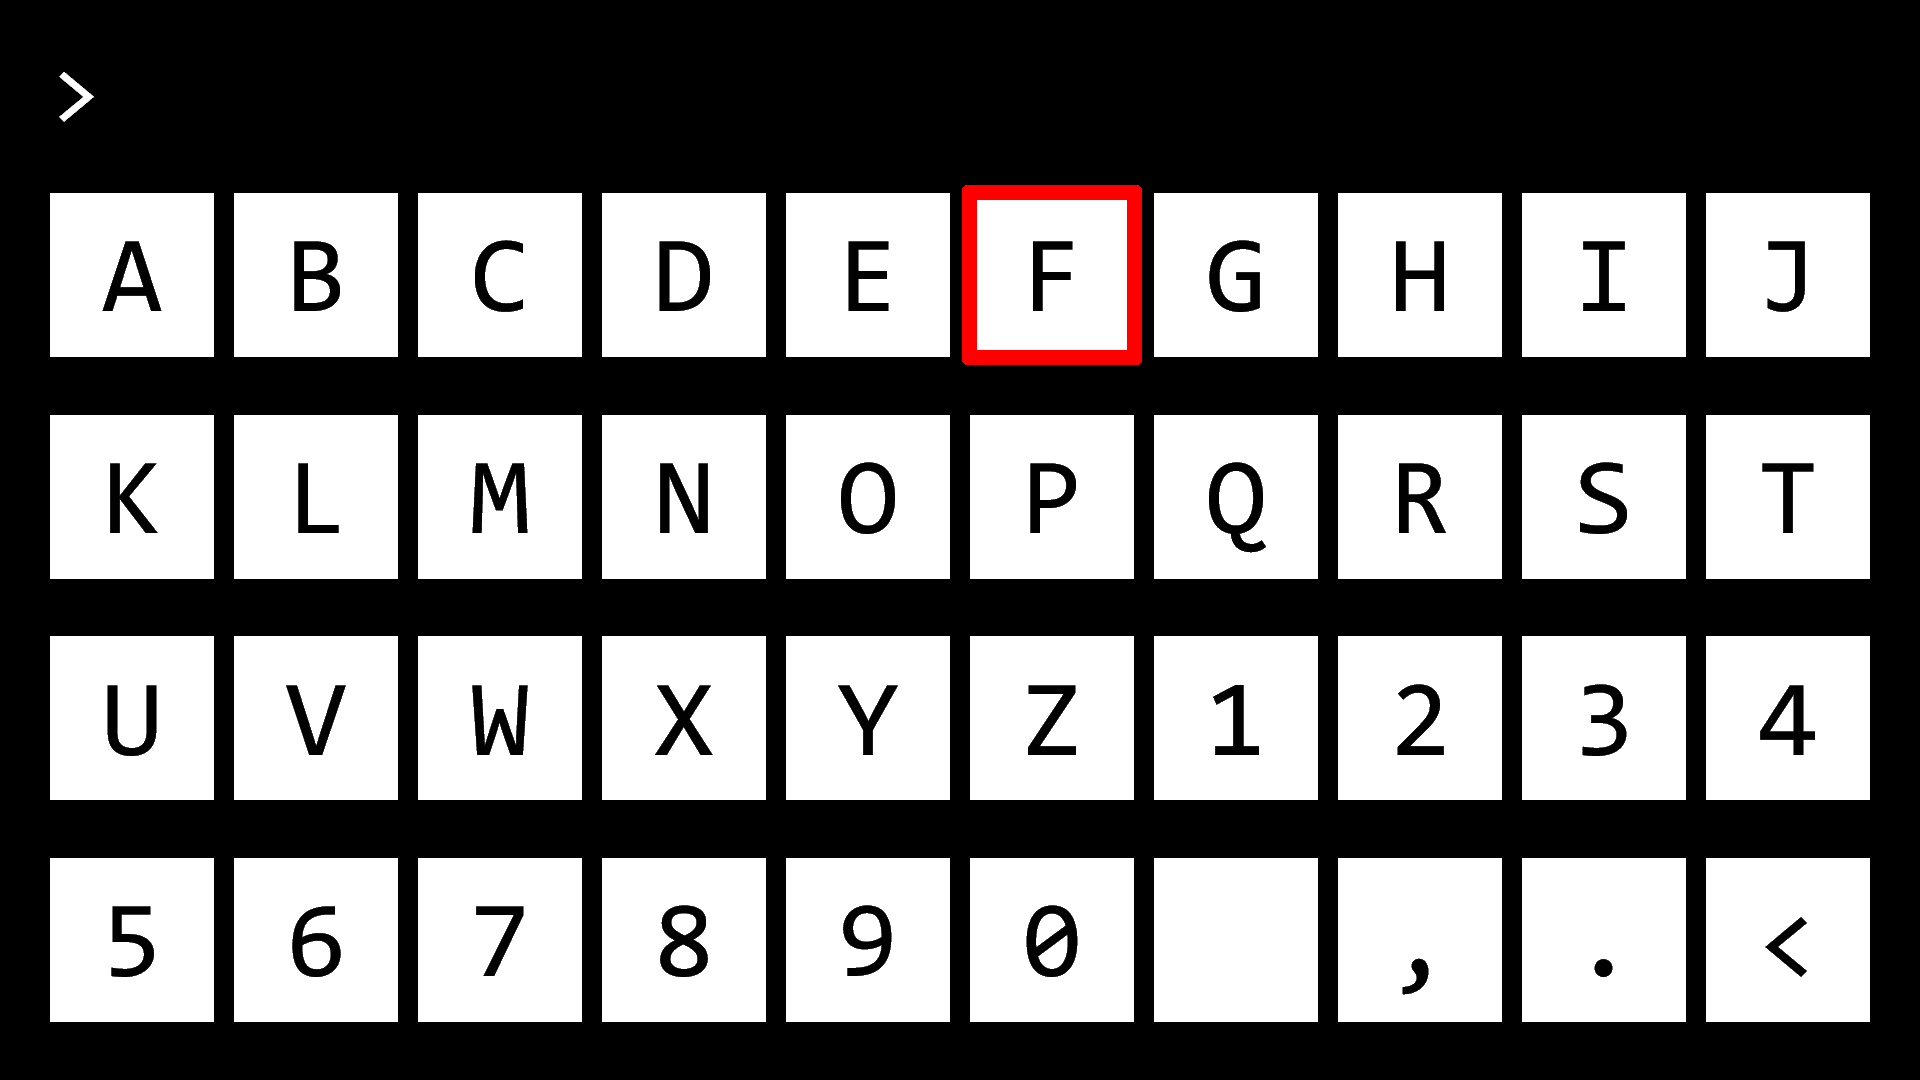 >
A B C D E F G H I J
K L M N O P Q R S T
U V W X Y Z 1 2 3 4
5 6 7 8 9 0 , . <